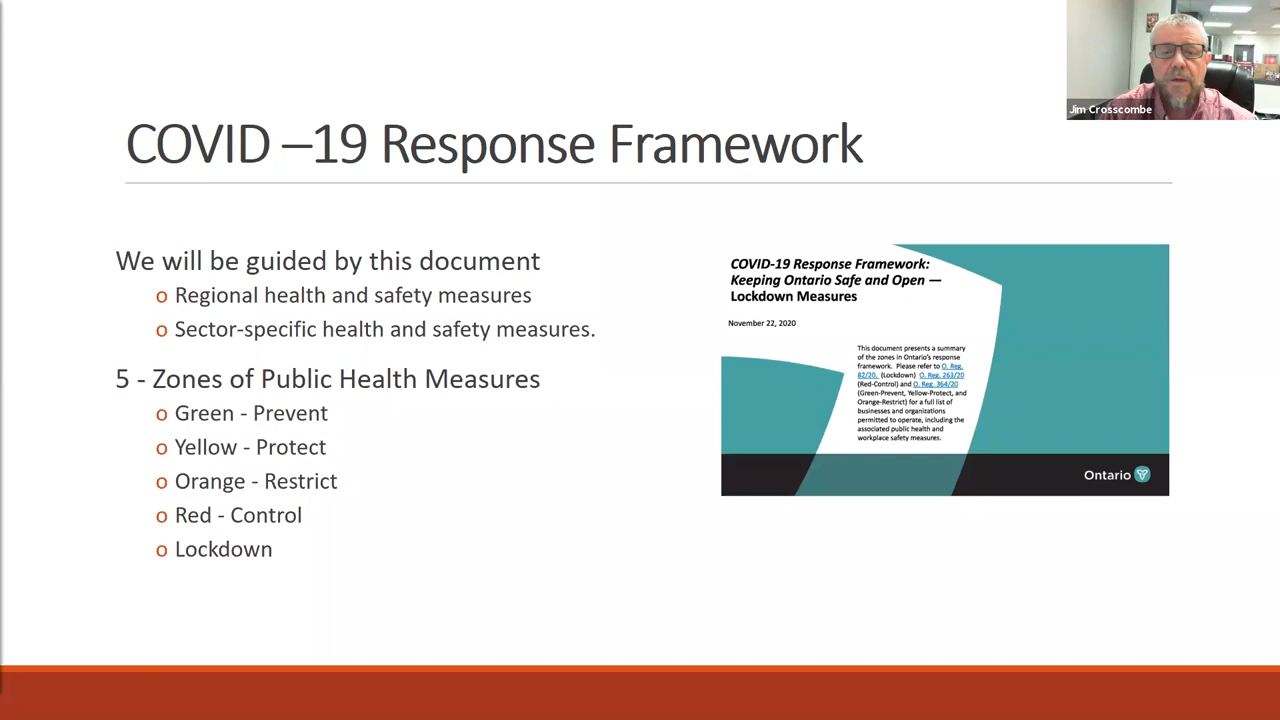 Jim Crosscombe
COVID –19 Response Framework
We will be guided by this document
o Regional health and safety measures
o Sector-specific health and safety measures.
5 - Zones of Public Health Measures
o Green - Prevent
o Yellow - Protect
o Orange - Restrict
o Red - Control
o Lockdown
COVID-19 Response Framework:
Keeping Ontario Safe and Open —
Lockdown Measures
November 22, 2020
This document presents a summary
of the zones in Ontario's response
framework. Please refer to O. Reg.
82/20, (Lockdown) O. Reg. 263/20
(Red-Control) and O. Reg. 364/20
(Green-Prevent, Yellow-Protect, and
Orange-Restrict) for a full list of
businesses and organizations
permitted to operate, including the
associated public health and
workplace safety measures.
Ontario